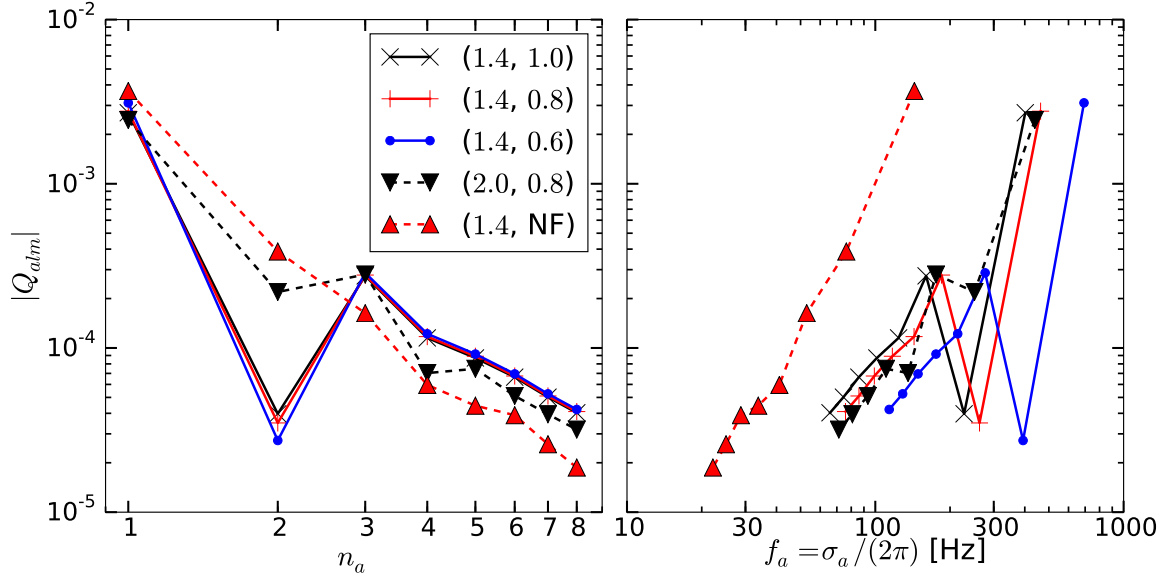 10⁻²
10⁻³
10⁻⁴
10⁻⁵
|Q_{alm}|
(1.4, 1.0)
(1.4, 0.8)
(1.4, 0.6)
(2.0, 0.8)
(1.4, NF)
1 2 3 4 5 6 7 8
n_a
10 30 100 300 1000
f_a = σ_a/(2π) [Hz]